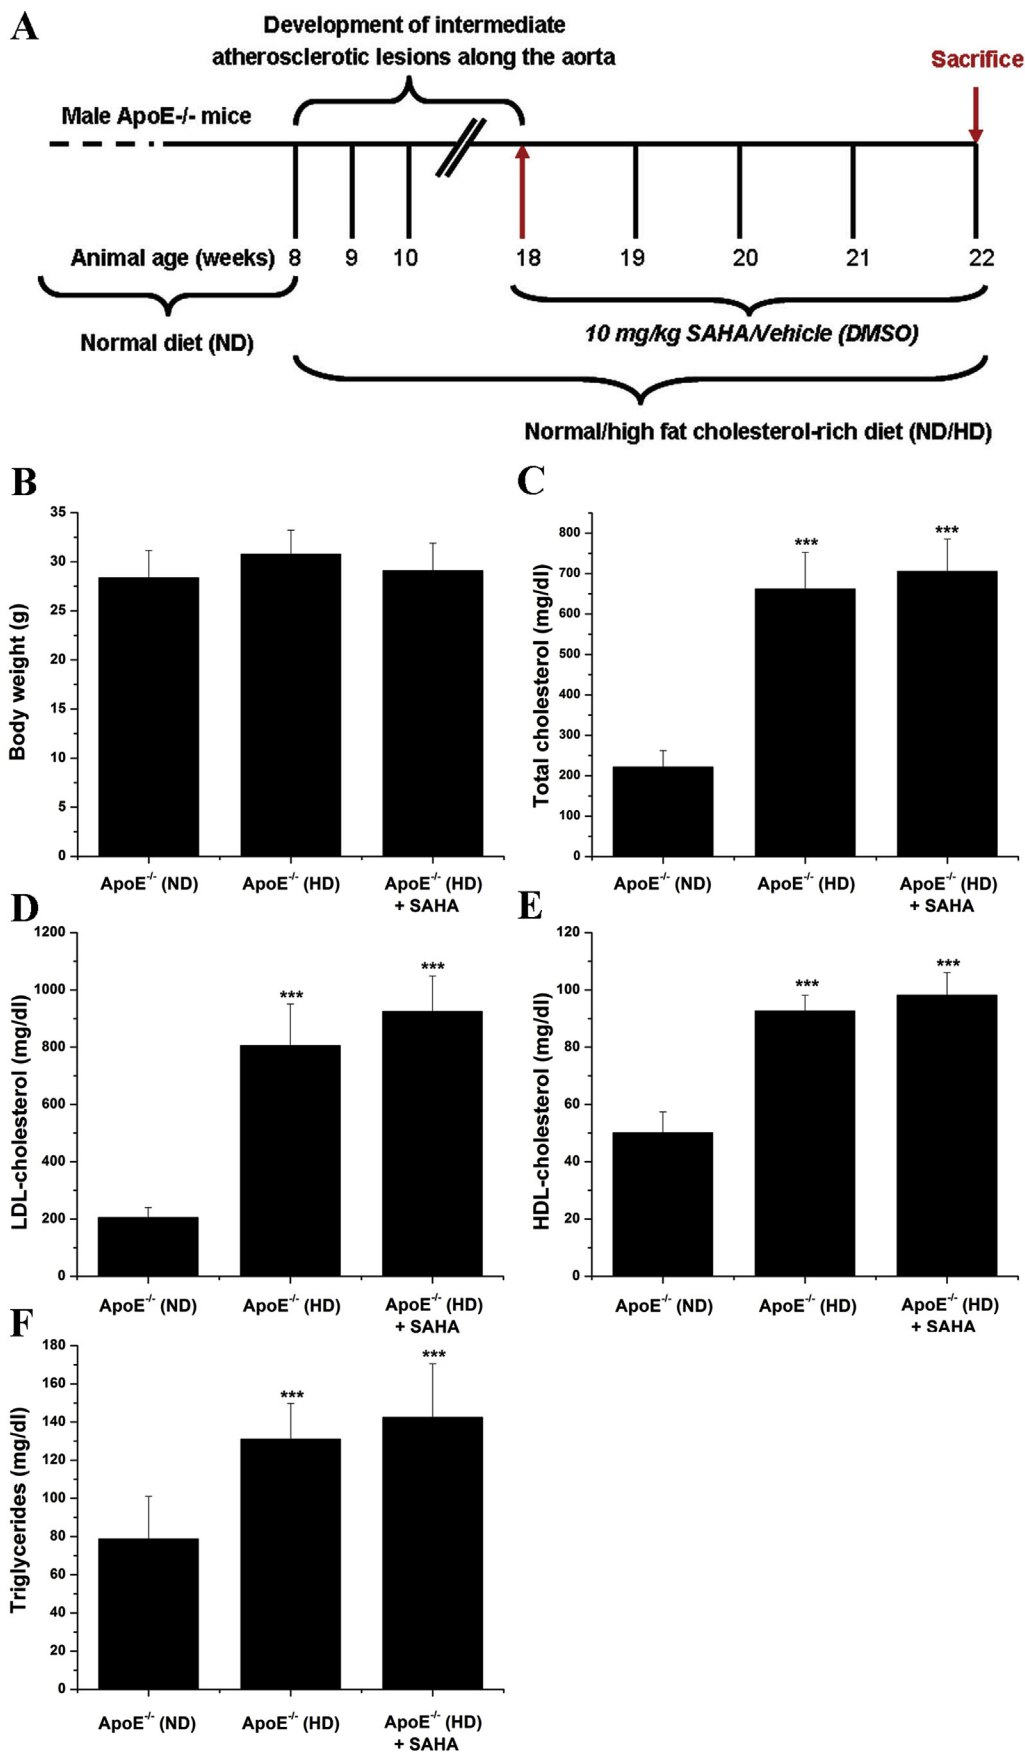 A
Development of intermediate
atherosclerotic lesions along the aorta
Sacrifice
Male ApoE-/- mice
Animal age (weeks) 8 9 10 18 19 20 21 22
Normal diet (ND)
10 mg/kg SAHA/Vehicle (DMSO)
Normal/high fat cholesterol-rich diet (ND/HD)
B
Body weight (g)
35
30
25
20
15
10
5
0
ApoE-/- (ND) ApoE-/- (HD) ApoE-/- (HD)
+ SAHA
C
Total cholesterol (mg/dl)
800
700
600
500
400
300
200
100
0
***
***
ApoE-/- (ND) ApoE-/- (HD) ApoE-/- (HD)
+ SAHA
D
LDL-cholesterol (mg/dl)
1200
1000
800
600
400
200
0
***
***
ApoE-/- (ND) ApoE-/- (HD) ApoE-/- (HD)
+ SAHA
E
HDL-cholesterol (mg/dl)
120
100
80
60
40
20
0
***
***
ApoE-/- (ND) ApoE-/- (HD) ApoE-/- (HD)
+ SAHA
F
Triglycerides (mg/dl)
180
160
140
120
100
80
60
40
20
0
***
***
ApoE-/- (ND) ApoE-/- (HD) ApoE-/- (HD)
+ SAHA